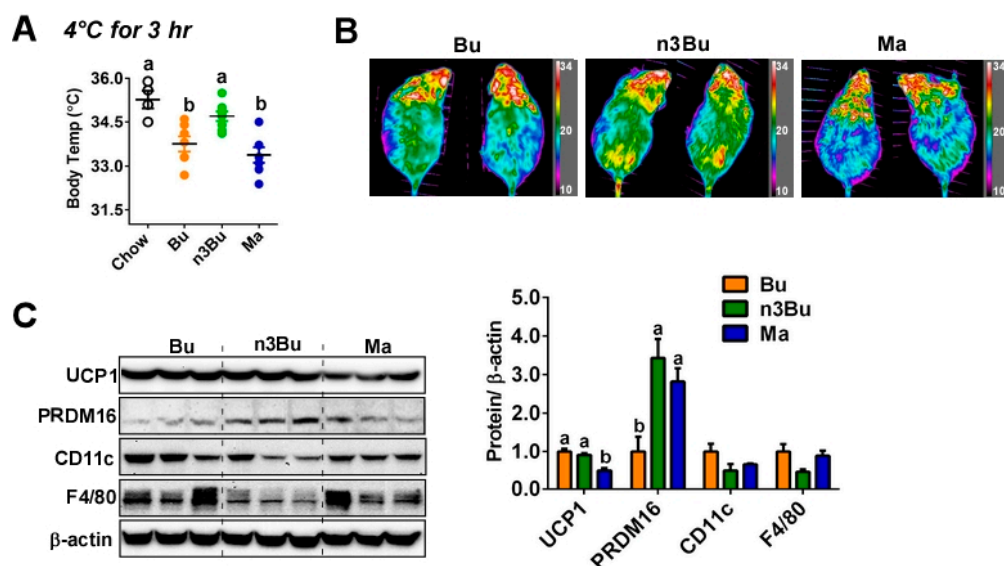 A 4°C for 3 hr
a
b
a
b
36.0
34.5
33.0
31.5
Body Temp (°C)
Chow
Bu
n3Bu
Ma
B
Bu
n3Bu
Ma
34
20
10
34
20
10
34
20
10
C
Bu
n3Bu
Ma
UCP1
PRDM16
CD11c
F4/80
β-actin
Bu
n3Bu
Ma
5.0
4.0
3.0
2.0
1.0
0.0
Protein/ β-actin
a
a
b
b
a
a
UCP1
PRDM16
CD11c
F4/80